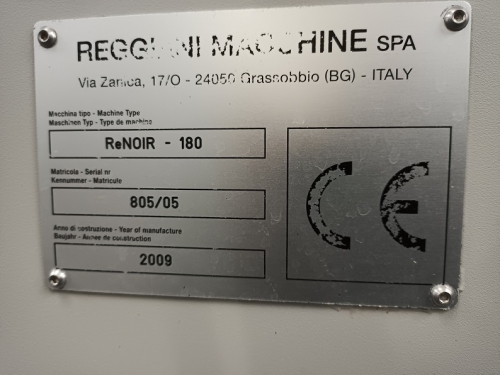 REGGIANI MACCHINE SPA
Via Zanica, 17/O - 24050 Grassobbio (BG) - ITALY
Macchina tipo - Machine Type
Maschinen Typ - Type de machine
ReNOIR - 180
Matricola - Serial nr
Kennummer - Matricule
805/05
Anno di costruzione - Year of manufacture
Baujahr - Annee de construction
2009
CE